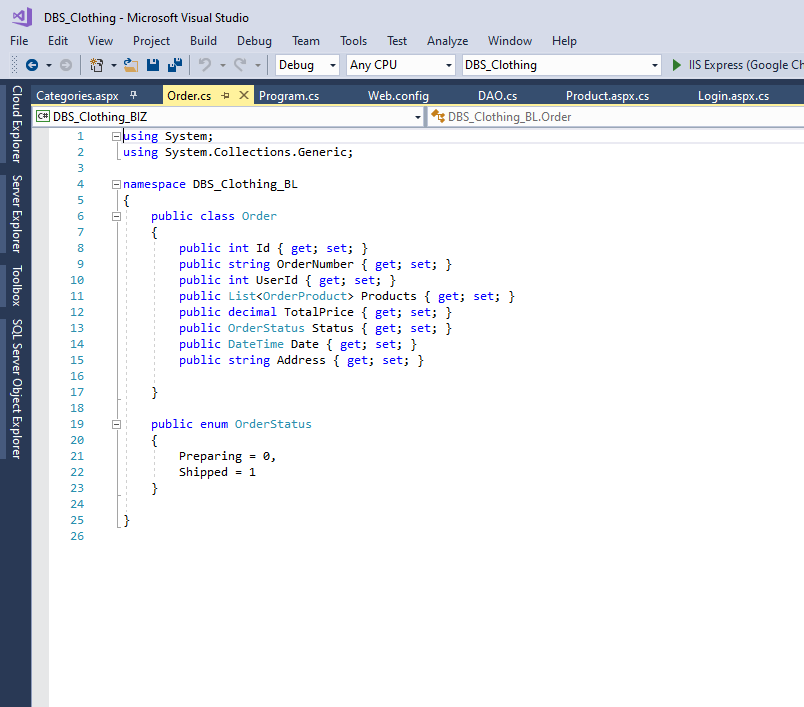 DBS_Clothing - Microsoft Visual Studio
File Edit View Project Build Debug Team Tools Test Analyze Window Help
Debug Any CPU DBS_Clothing IIS Express (Google Ch
Categories.aspx Order.cs Program.cs Web.config DAO.cs Product.aspx.cs Login.aspx.cs
C# DBS_Clothing_BIZ DBS_Clothing_BL.Order
Cloud Explorer
Server Explorer
Toolbox
SQL Server Object Explorer
1 using System;
2 using System.Collections.Generic;
3
4 namespace DBS_Clothing_BL
5 {
6 public class Order
7 {
8 public int Id { get; set; }
9 public string OrderNumber { get; set; }
10 public int UserId { get; set; }
11 public List<OrderProduct> Products { get; set; }
12 public decimal TotalPrice { get; set; }
13 public OrderStatus Status { get; set; }
14 public DateTime Date { get; set; }
15 public string Address { get; set; }
16
17 }
18
19 public enum OrderStatus
20 {
21 Preparing = 0,
22 Shipped = 1
23 }
24
25 }
26